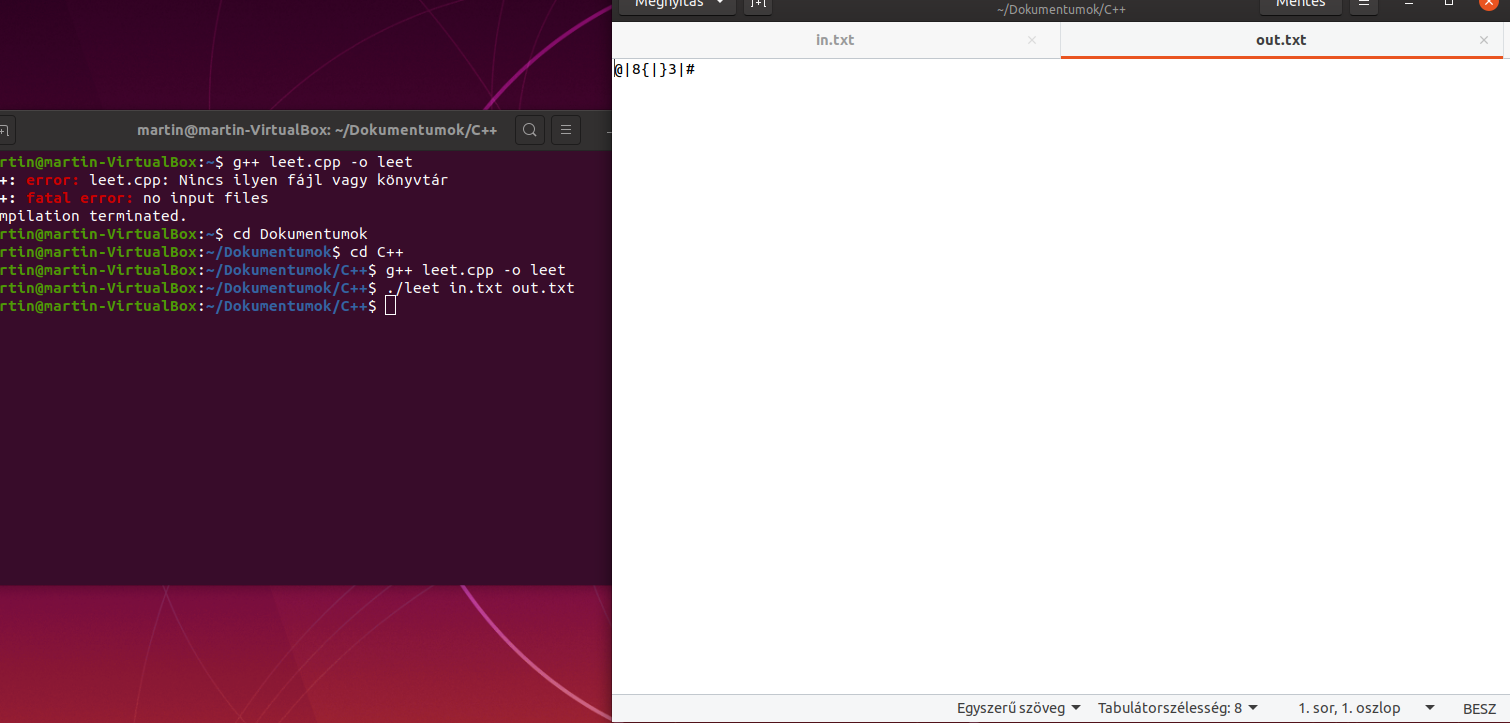 Megnyitás
Mentés
~/Dokumentumok/C++
in.txt
out.txt
@|8{|}3|#
martin@martin-VirtualBox: ~/Dokumentumok/C++
rtin@martin-VirtualBox:~$ g++ leet.cpp -o leet
+: error: leet.cpp: Nincs ilyen fájl vagy könyvtár
+: fatal error: no input files
mpilation terminated.
rtin@martin-VirtualBox:~$ cd Dokumentumok
rtin@martin-VirtualBox:~/Dokumentumok$ cd C++
rtin@martin-VirtualBox:~/Dokumentumok/C++$ g++ leet.cpp -o leet
rtin@martin-VirtualBox:~/Dokumentumok/C++$ ./leet in.txt out.txt
rtin@martin-VirtualBox:~/Dokumentumok/C++$
Egyszerű szöveg
Tabulátorszélesség: 8
1. sor, 1. oszlop
BESZ